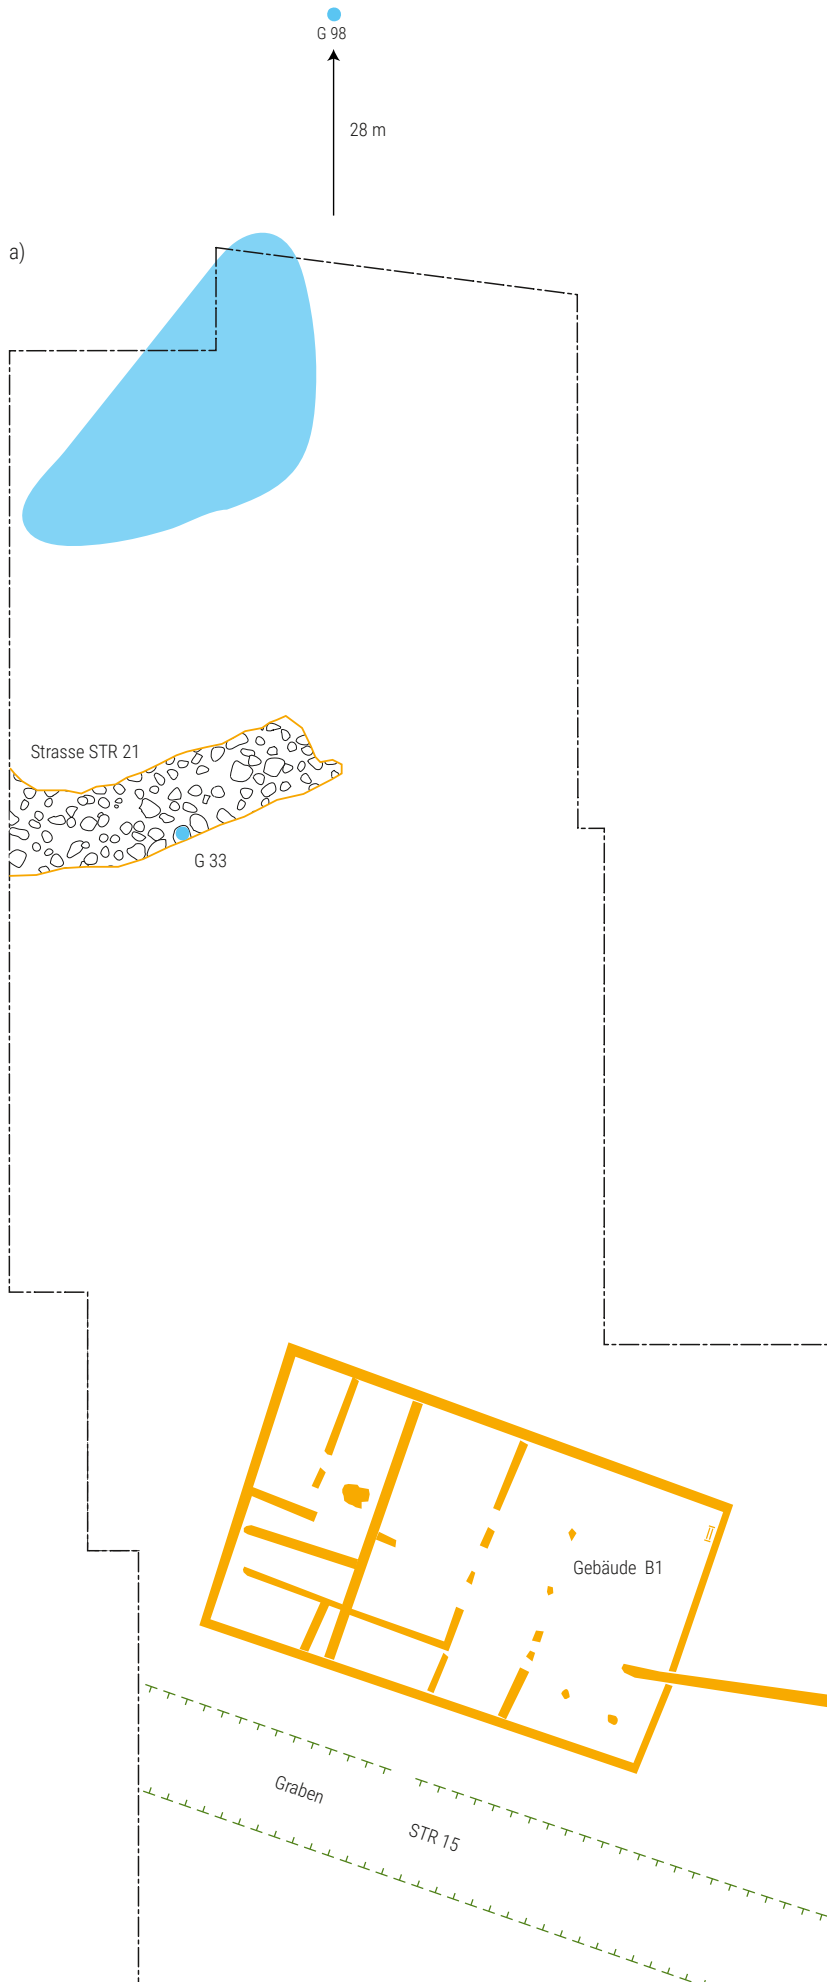 G 98
28 m
a)
Strasse STR 21
G 33
Gebäude B1
Graben
STR 15